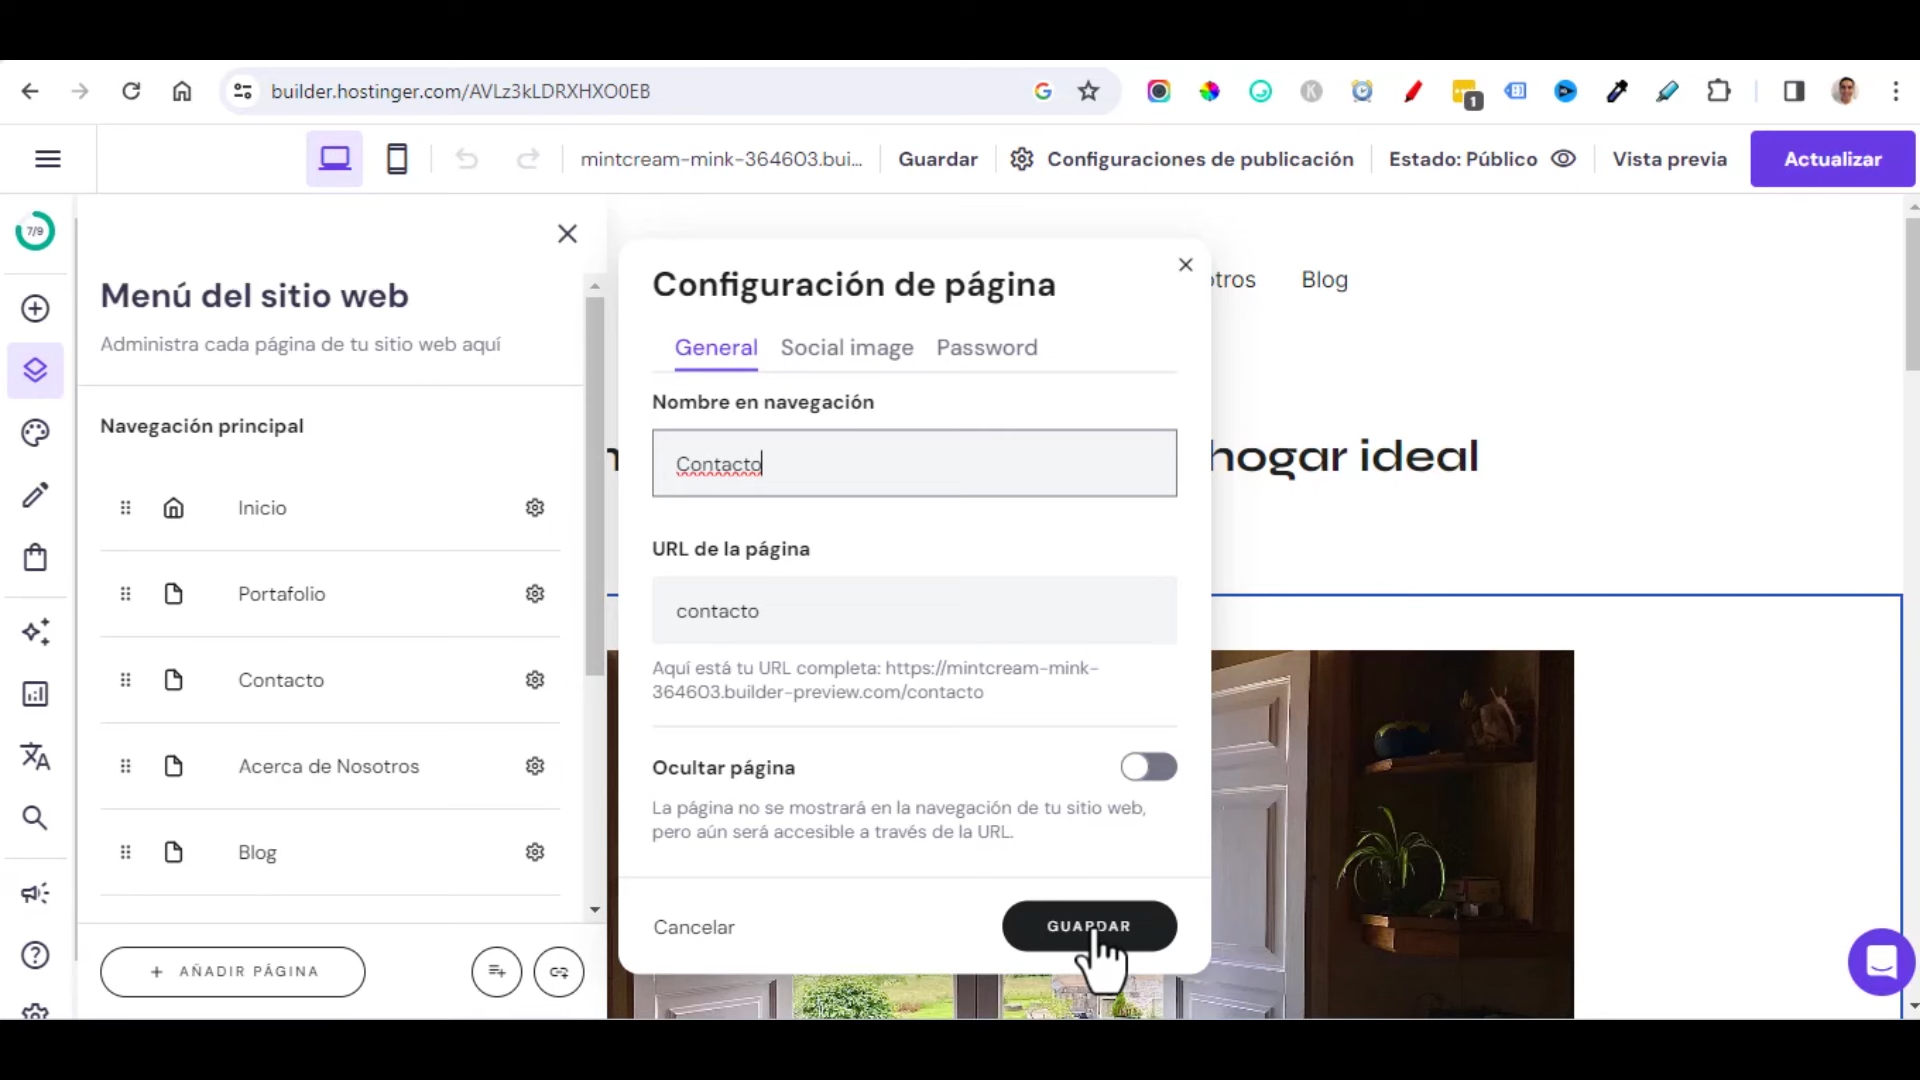 builder.hostinger.com/AVLz3kLDRXHXO0EB
1
mintcream-mink-364603.bui...
Guardar
Configuraciones de publicación
Estado: Público
Vista previa
Actualizar
7/9
Menú del sitio web
Administra cada página de tu sitio web aquí
Navegación principal
Inicio
Portafolio
Contacto
Acerca de Nosotros
Blog
+ AÑADIR PÁGINA
Configuración de página
General
Social image
Password
Nombre en navegación
Contacto
URL de la página
contacto
Aquí está tu URL completa: https://mintcream-mink-
364603.builder-preview.com/contacto
Ocultar página
La página no se mostrará en la navegación de tu sitio web,
pero aún será accesible a través de la URL.
Cancelar
GUARDAR
otros
Blog
hogar ideal